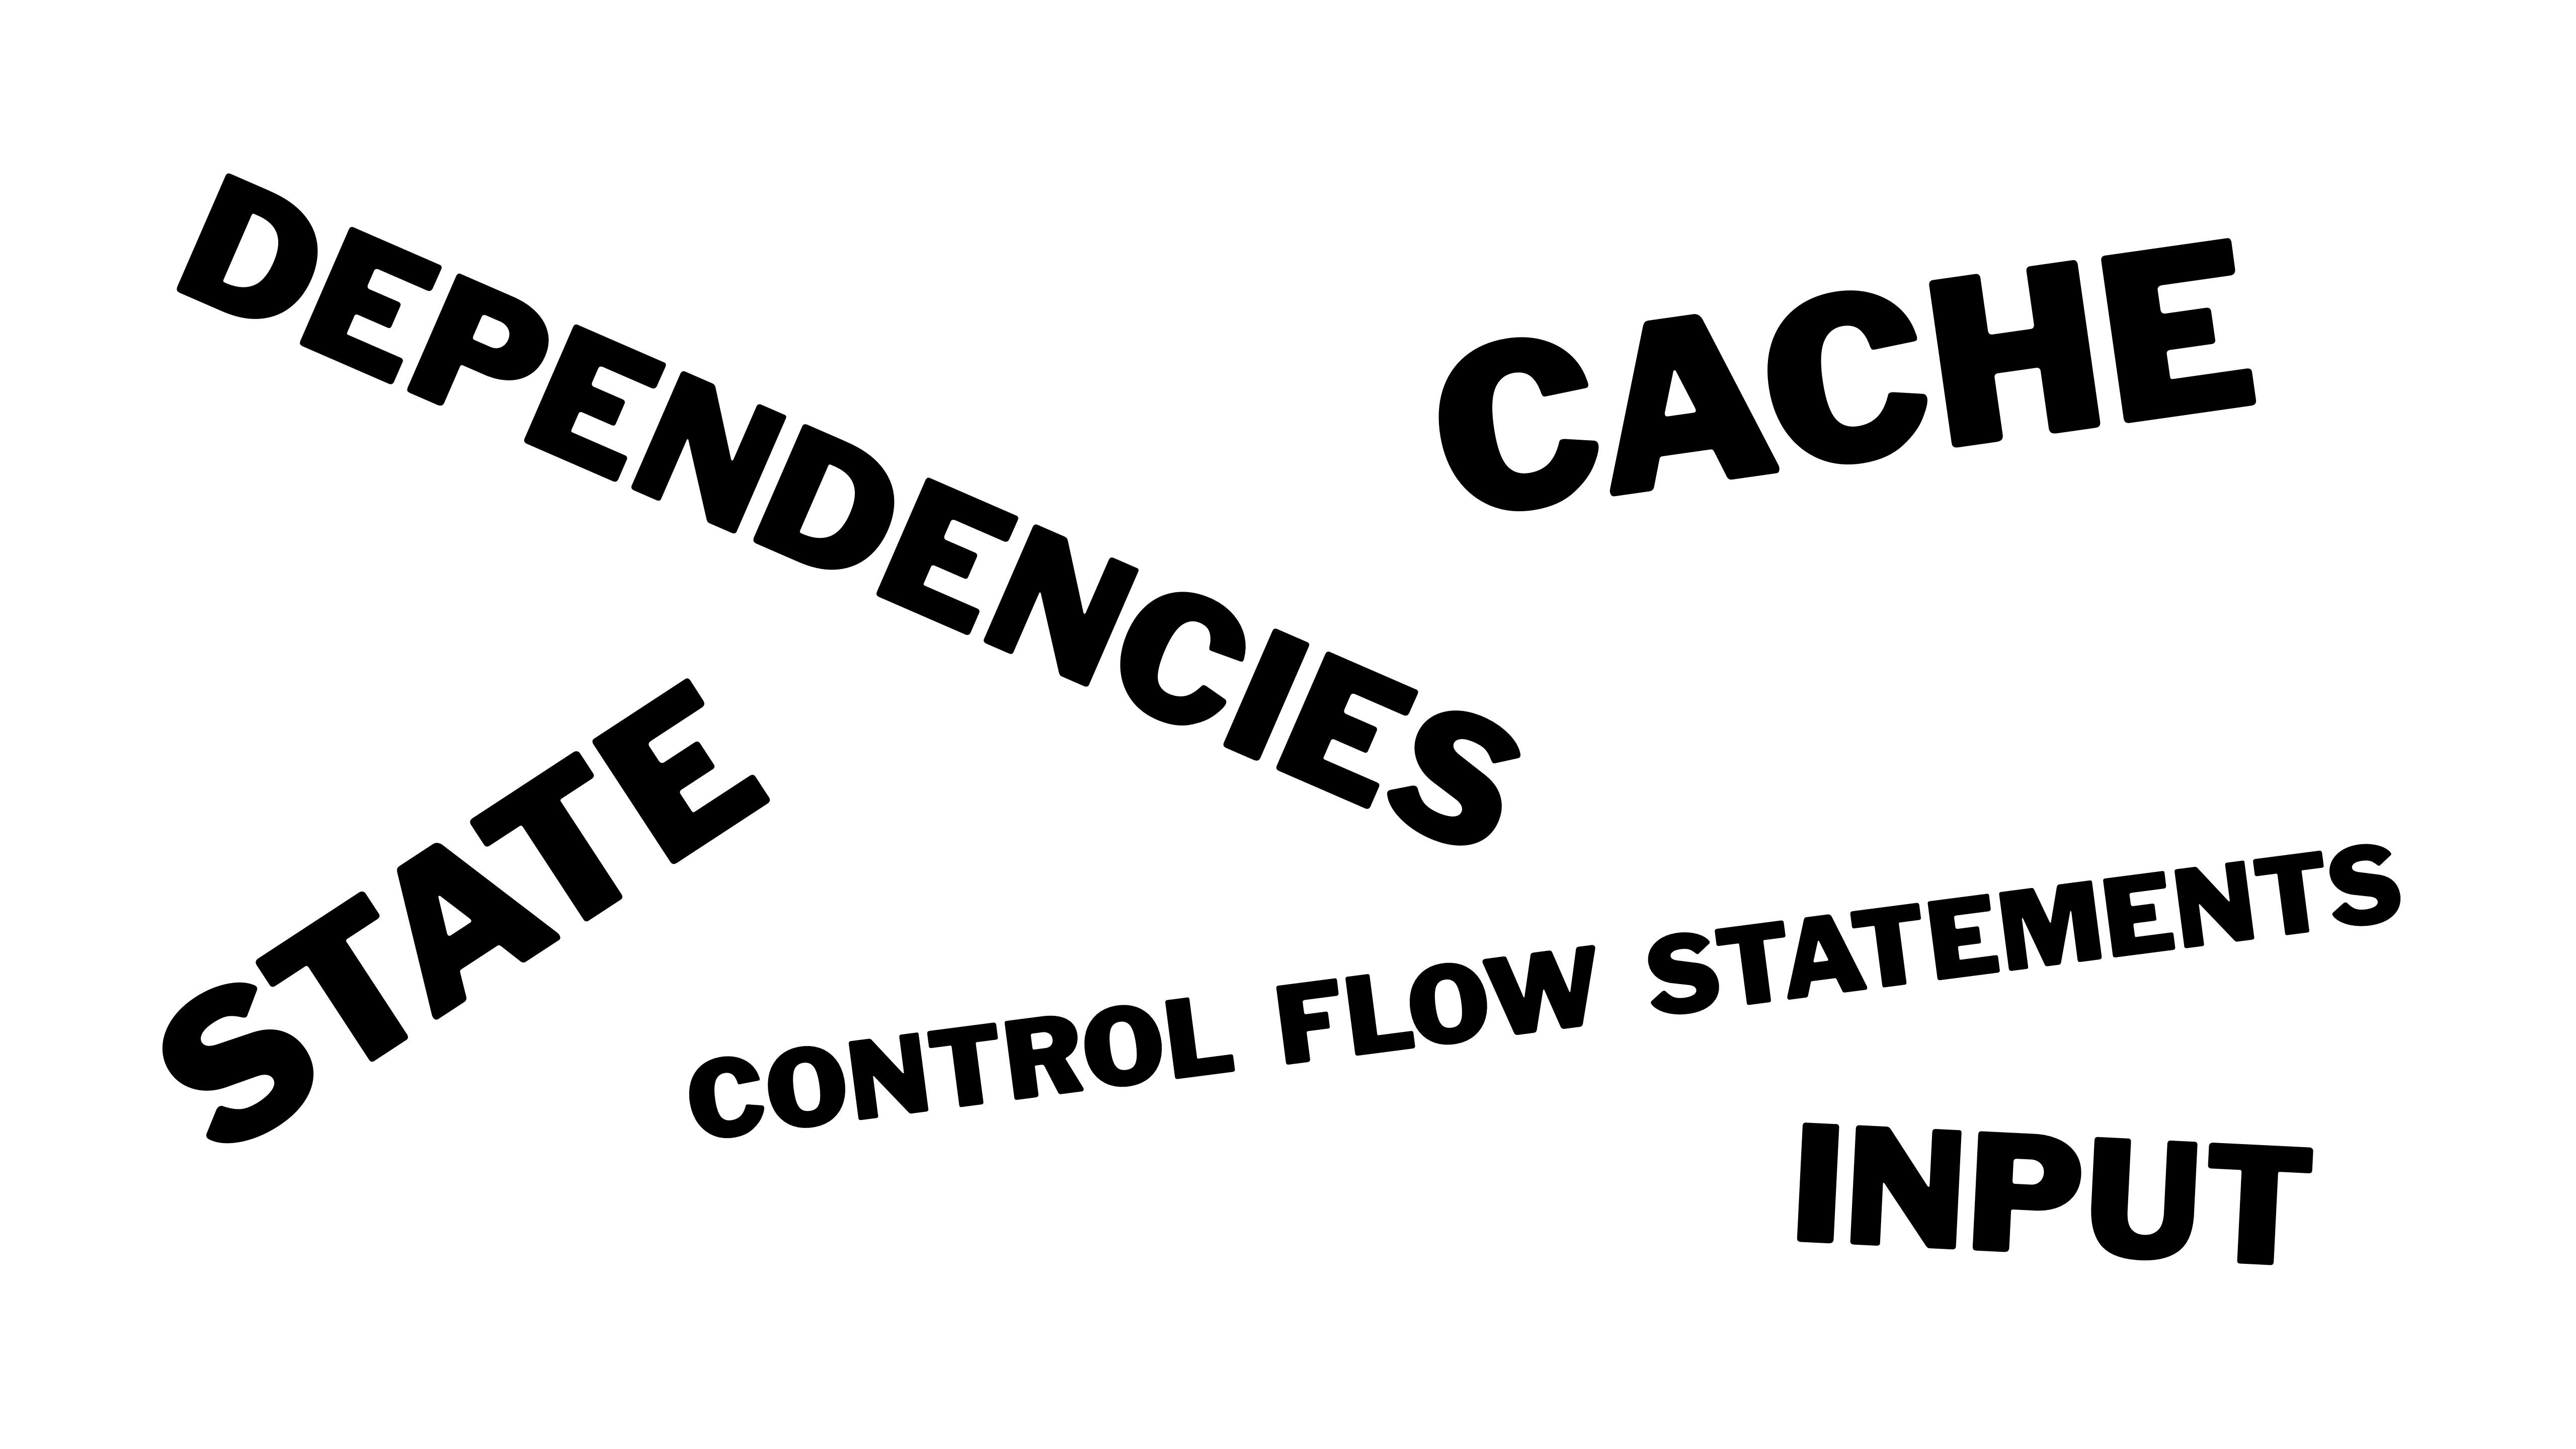 DEPENDENCIES
CACHE
STATE
CONTROL FLOW STATEMENTS
INPUT